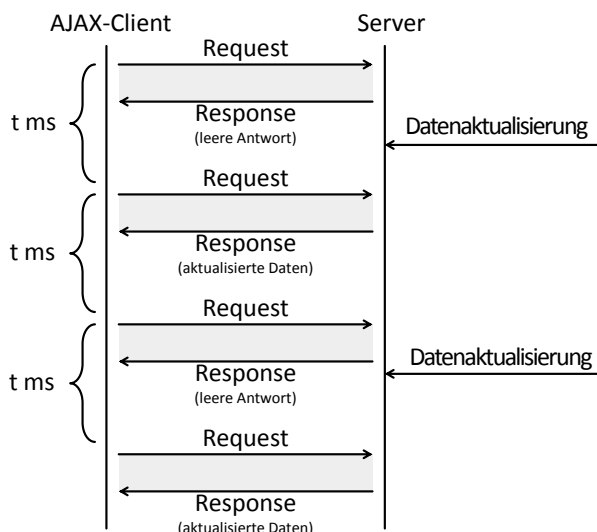 AJAX-Client
Server
Request
t ms
Response
(leere Antwort)
Datenaktualisierung
Request
t ms
Response
(aktualisierte Daten)
Request
t ms
Response
(leere Antwort)
Datenaktualisierung
Request
Response
(aktualisierte Daten)